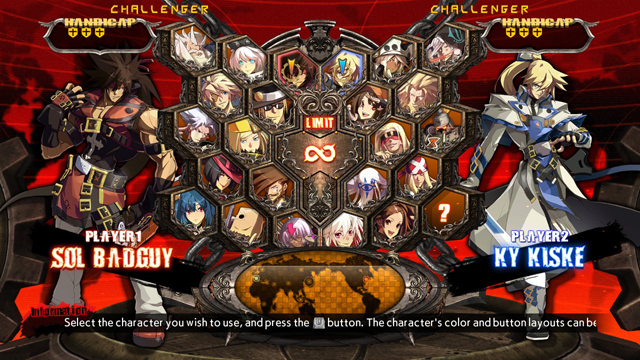 CHALLENGER
CHALLENGER
HANDICAP
HANDICAP
LIMIT
?
PLAYER1
SOL BADGUY
PLAYER2
KY KISKE
Information
Select the character you wish to use, and press the button. The character's color and button layouts can be